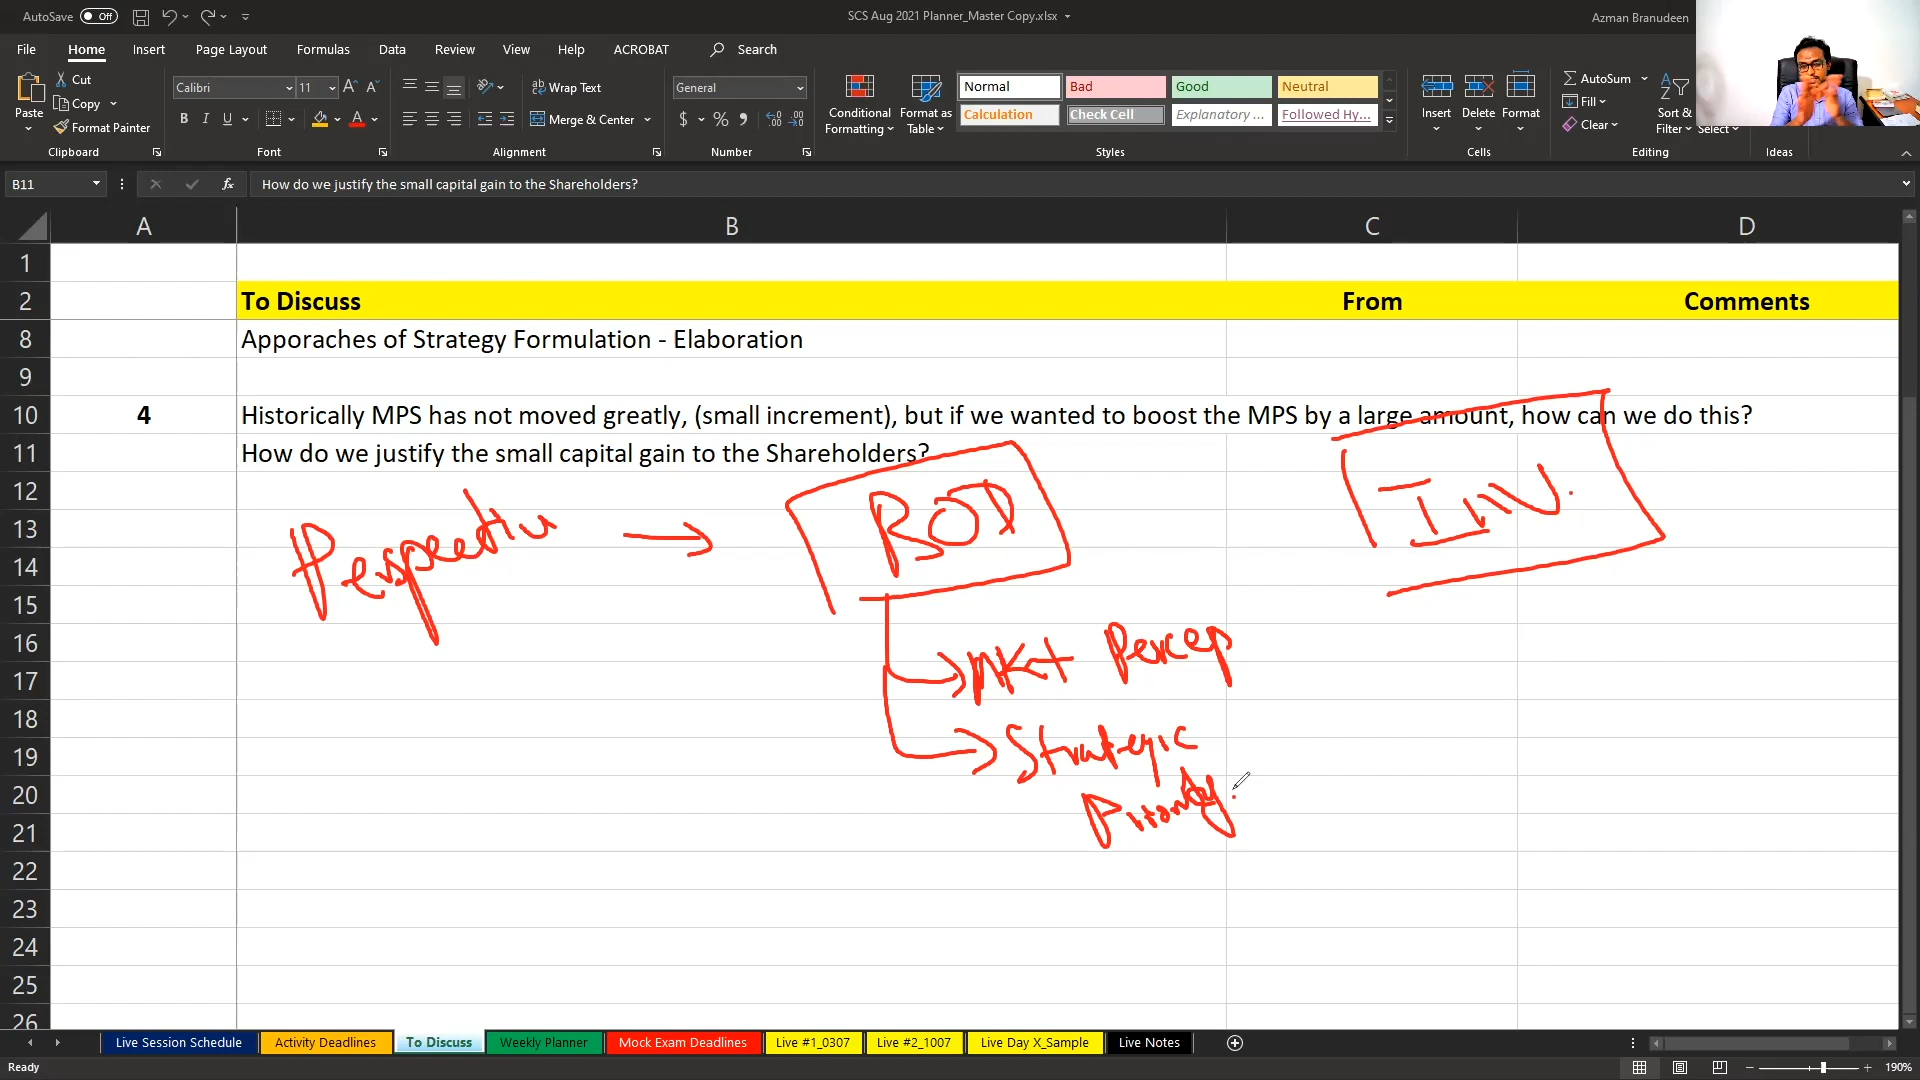 AutoSave Off
SCS Aug 2021 Planner_Master Copy.xlsx
Azman Branudeen
File Home Insert Page Layout Formulas Data Review View Help ACROBAT Search
Paste
Cut
Copy
Format Painter
Clipboard
Calibri 11
B I U
Font
Wrap Text
Merge & Center
Alignment
General
$ % 9
Number
Conditional Formatting
Format as Table
Normal Bad Good Neutral
Calculation Check Cell Explanatory ... Followed Hy...
Styles
Insert Delete Format
Cells
AutoSum
Fill
Clear
Sort & Filter
Select
Editing
Ideas
B11
fx
How do we justify the small capital gain to the Shareholders?
A B C D
1
2 To Discuss From Comments
8 Apporaches of Strategy Formulation - Elaboration
9
10 4 Historically MPS has not moved greatly, (small increment), but if we wanted to boost the MPS by a large amount, how can we do this?
11 How do we justify the small capital gain to the Shareholders?
12
13
14
15
16
17
18
19
20
21
22
23
24
25
26
BOD
INV.
MKt Percep
Strategic
Priority.
Live Session Schedule Activity Deadlines To Discuss Weekly Planner Mock Exam Deadlines Live #1_0307 Live #2_1007 Live Day X_Sample Live Notes
Ready
190%